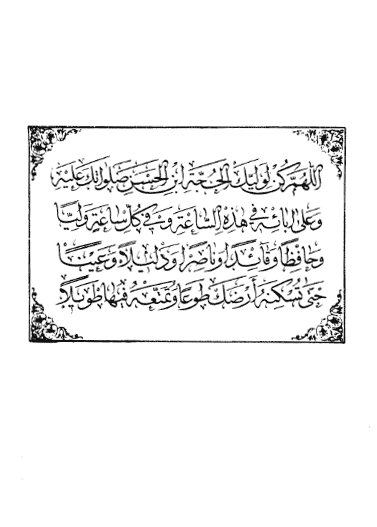 اللهم كن لوليك الحجة ابن الحسن صلواتك عليه
وعلى ابائه في هذه الساعة وفي كل ساعة وليا
وحافظا وقائدا وناصرا ودليلا وعينا
حتى تسكنه أرضك طوعا وتمتعه فيها طويلا